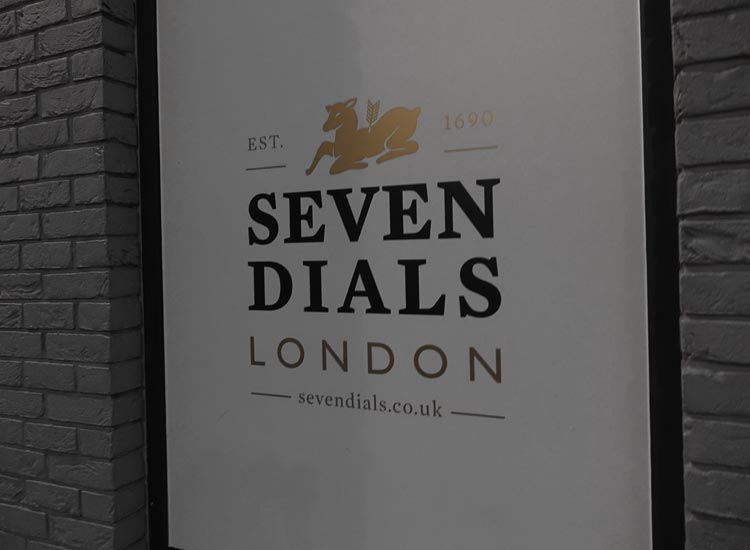 EST. 1690
SEVEN
DIALS
LONDON
sevendials.co.uk